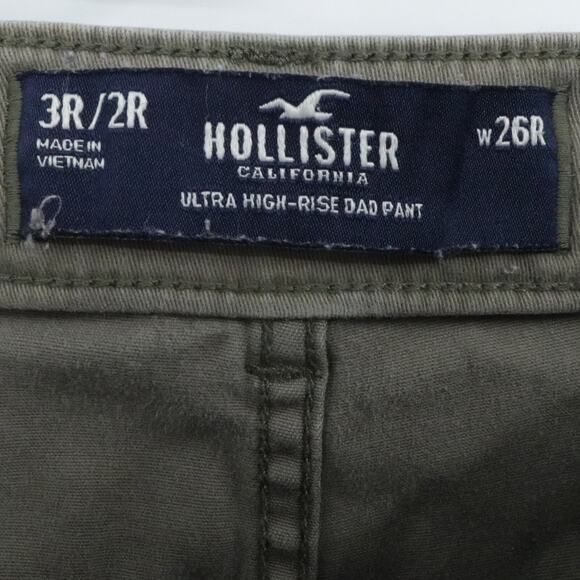 3R/2R
MADE IN
VIETNAM
HOLLISTER
CALIFORNIA
ULTRA HIGH-RISE DAD PANT
W26R